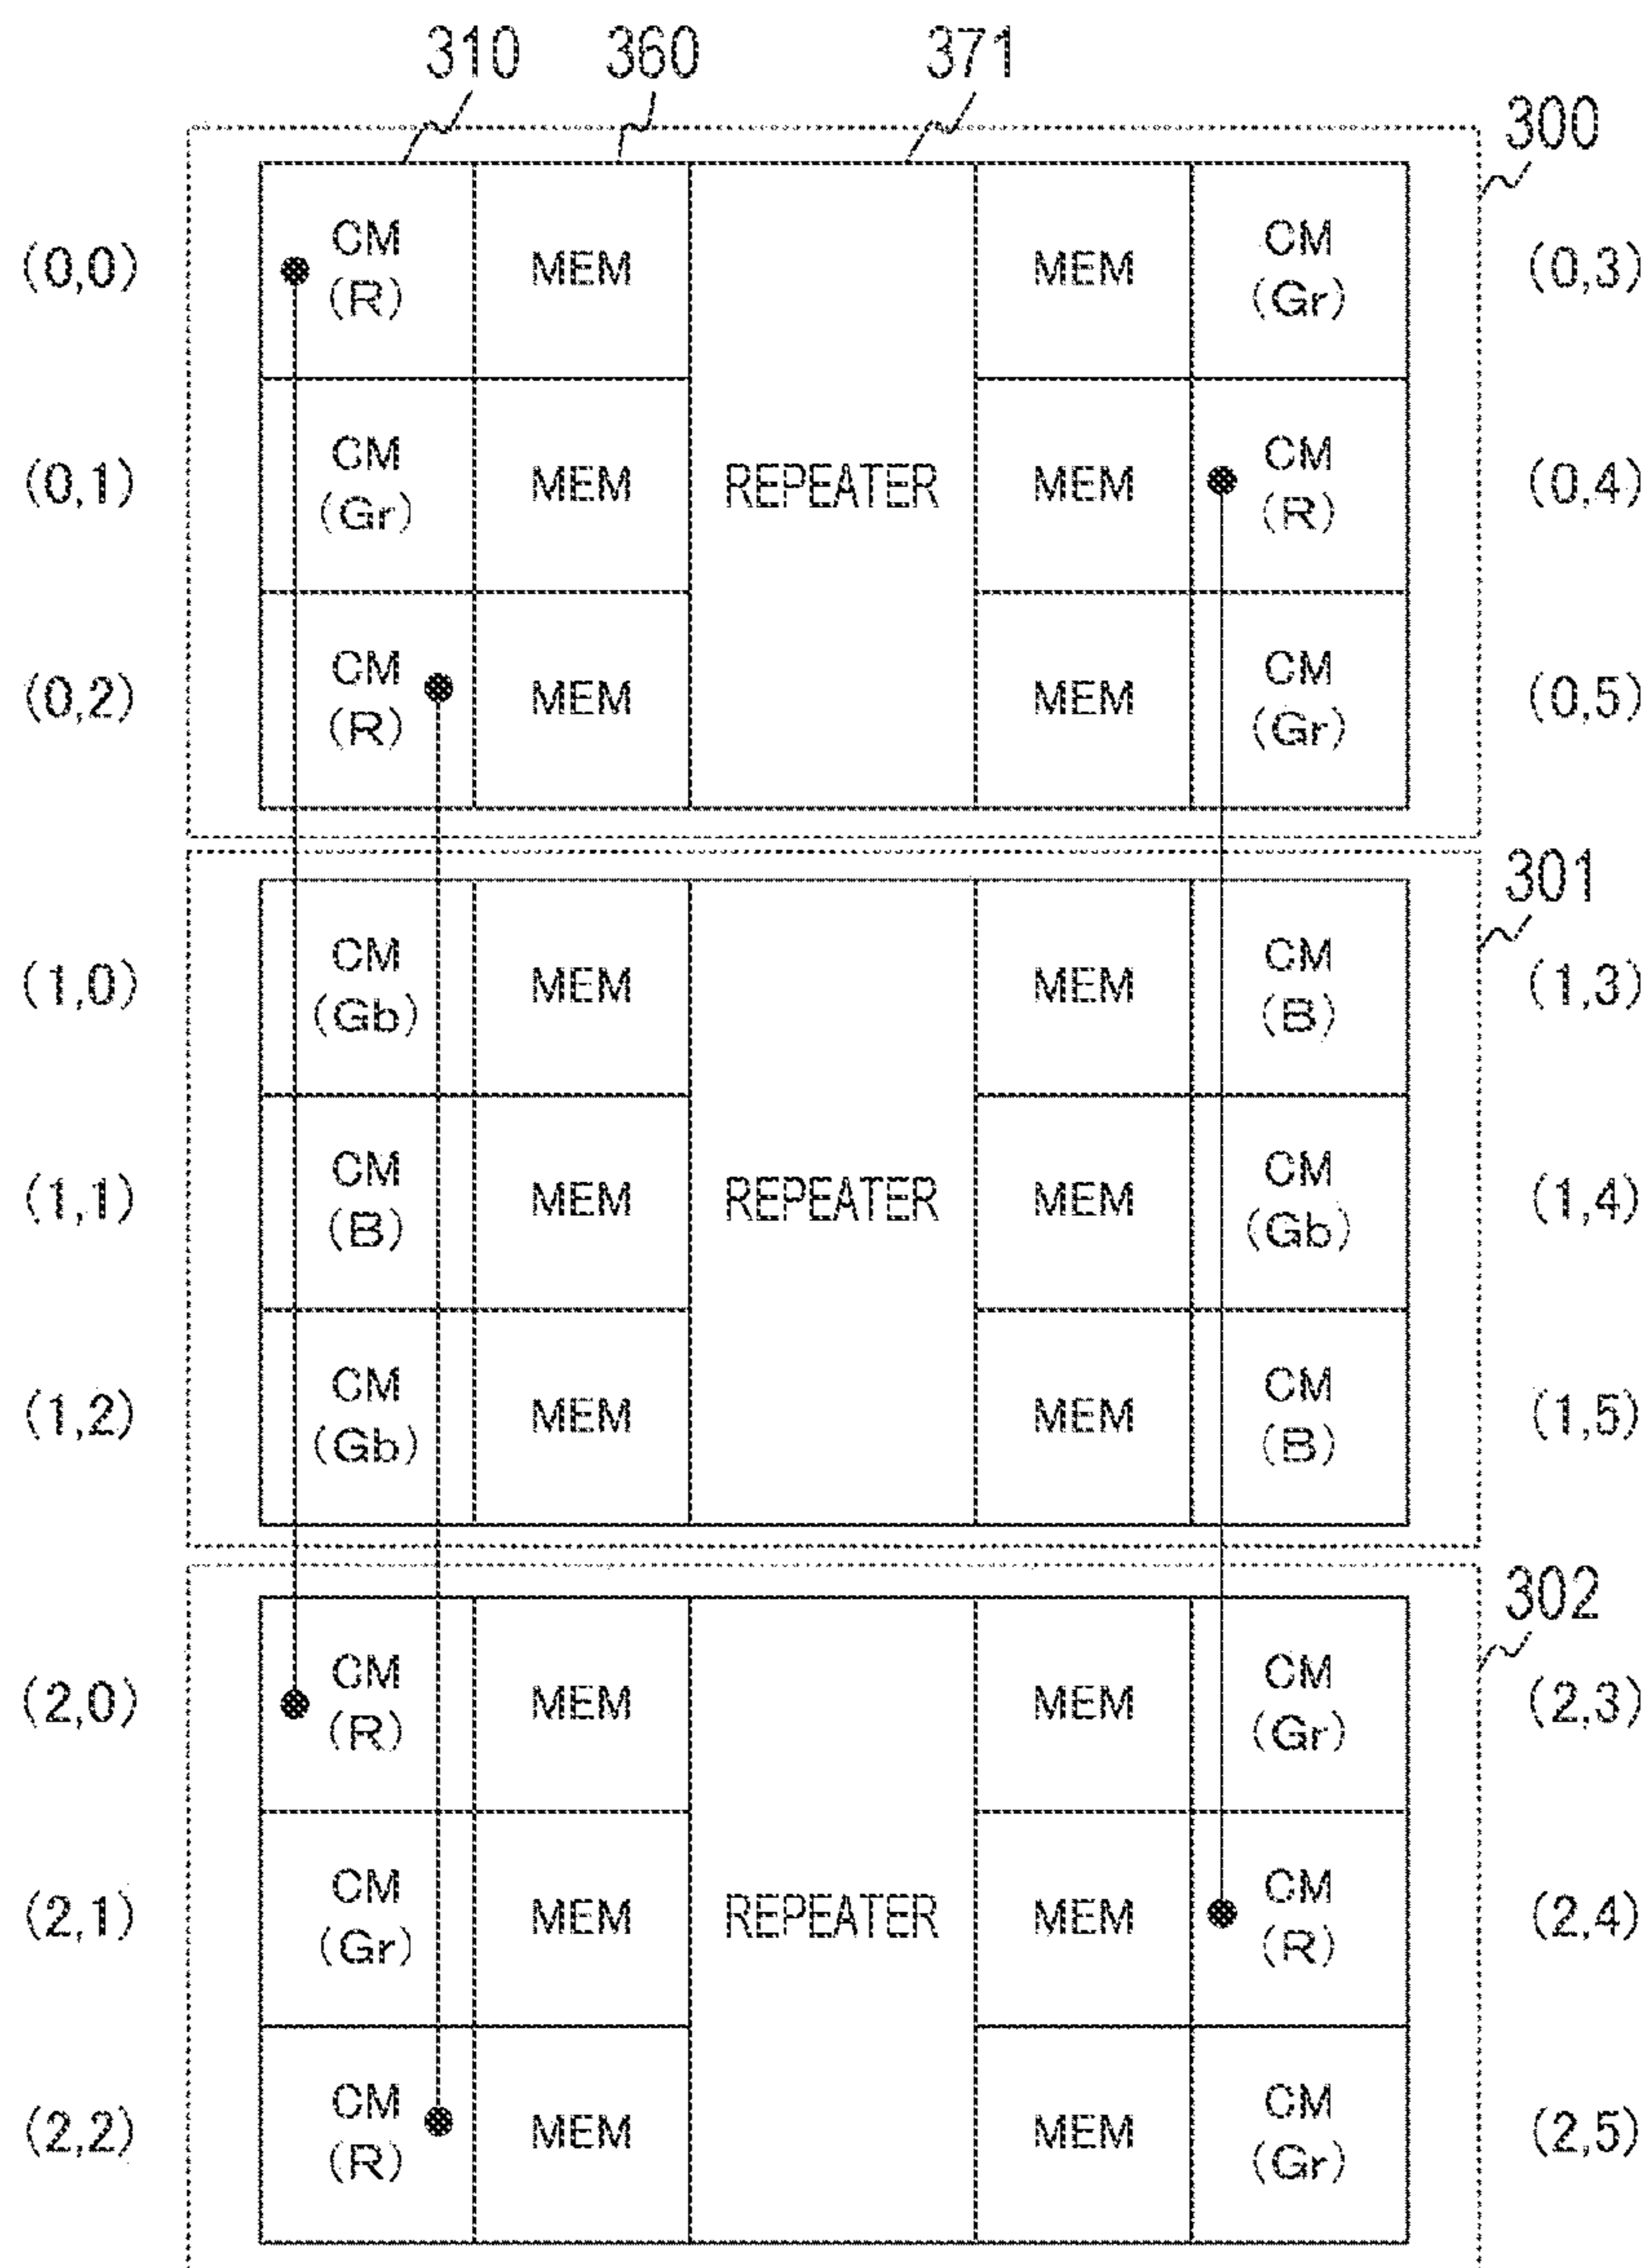 310 360 371
300
(0,0) CM (R) MEM MEM CM (Gr) (0,3)
(0,1) CM (Gr) MEM REPEATER MEM CM (R) (0,4)
(0,2) CM (R) MEM MEM CM (Gr) (0,5)
301
(1,0) CM (Gb) MEM MEM CM (B) (1,3)
(1,1) CM (B) MEM REPEATER MEM CM (Gb) (1,4)
(1,2) CM (Gb) MEM MEM CM (B) (1,5)
302
(2,0) CM (R) MEM MEM CM (Gr) (2,3)
(2,1) CM (Gr) MEM REPEATER MEM CM (R) (2,4)
(2,2) CM (R) MEM MEM CM (Gr) (2,5)